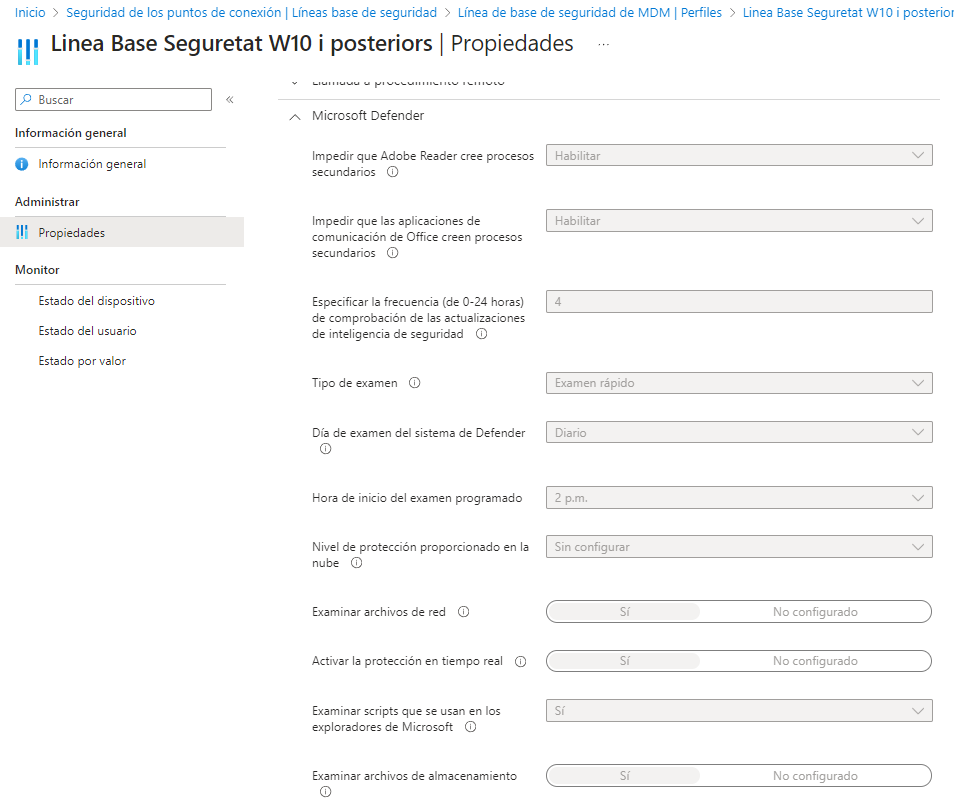 Inicio > Seguridad de los puntos de conexión | Líneas base de seguridad > Línea de base de seguridad de MDM | Perfiles > Linea Base Seguretat W10 i posterior
Linea Base Seguretat W10 i posteriors | Propiedades ...
Buscar «
Información general
Información general
Administrar
Propiedades
Monitor
Estado del dispositivo
Estado del usuario
Estado por valor
Llamada a procedimiento remoto
Microsoft Defender
Impedir que Adobe Reader cree procesos
secundarios
Habilitar
Impedir que las aplicaciones de
comunicación de Office creen procesos
secundarios
Habilitar
Especificar la frecuencia (de 0-24 horas)
de comprobación de las actualizaciones
de inteligencia de seguridad
4
Tipo de examen
Examen rápido
Día de examen del sistema de Defender
Diario
Hora de inicio del examen programado
2 p.m.
Nivel de protección proporcionado en la
nube
Sin configurar
Examinar archivos de red
Sí No configurado
Activar la protección en tiempo real
Sí No configurado
Examinar scripts que se usan en los
exploradores de Microsoft
Sí
Examinar archivos de almacenamiento
Sí No configurado